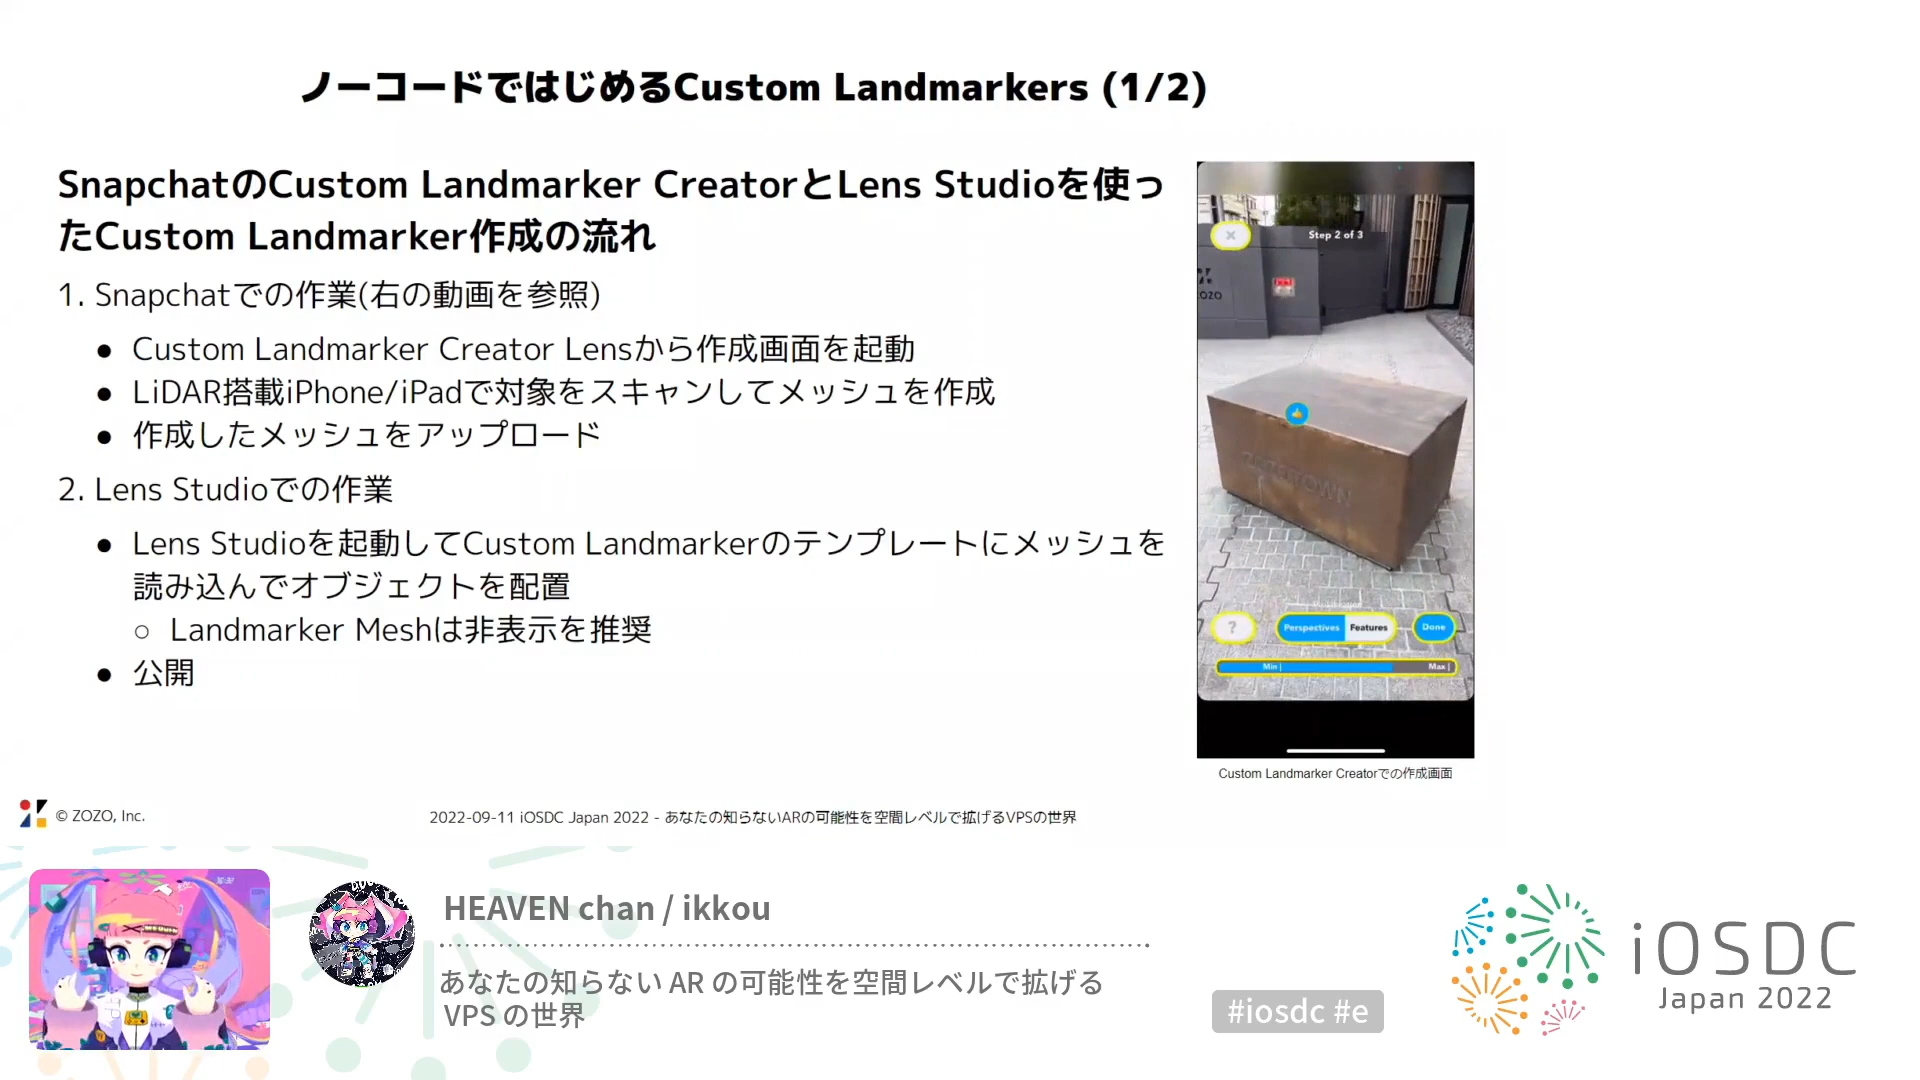 ノーコードではじめるCustom Landmarkers (1/2)
SnapchatのCustom Landmarker CreatorとLens Studioを使っ
たCustom Landmarker作成の流れ
1. Snapchatでの作業(右の動画を参照)
● Custom Landmarker Creator Lensから作成画面を起動
● LiDAR搭載iPhone/iPadで対象をスキャンしてメッシュを作成
● 作成したメッシュをアップロード
2. Lens Studioでの作業
● Lens Studioを起動してCustom Landmarkerのテンプレートにメッシュを
読み込んでオブジェクトを配置
○ Landmarker Meshは非表示を推奨
● 公開
Step 2 of 3
OZO
?
Perspectives
Features
Done
Min
Max
Custom Landmarker Creatorでの作成画面
© ZOZO, Inc.
2022-09-11 iOSDC Japan 2022 - あなたの知らないARの可能性を空間レベルで拡げるVPSの世界
HEAVEN chan / ikkou
あなたの知らない AR の可能性を空間レベルで拡げる
VPS の世界
#iosdc #e
iOSDC
Japan 2022